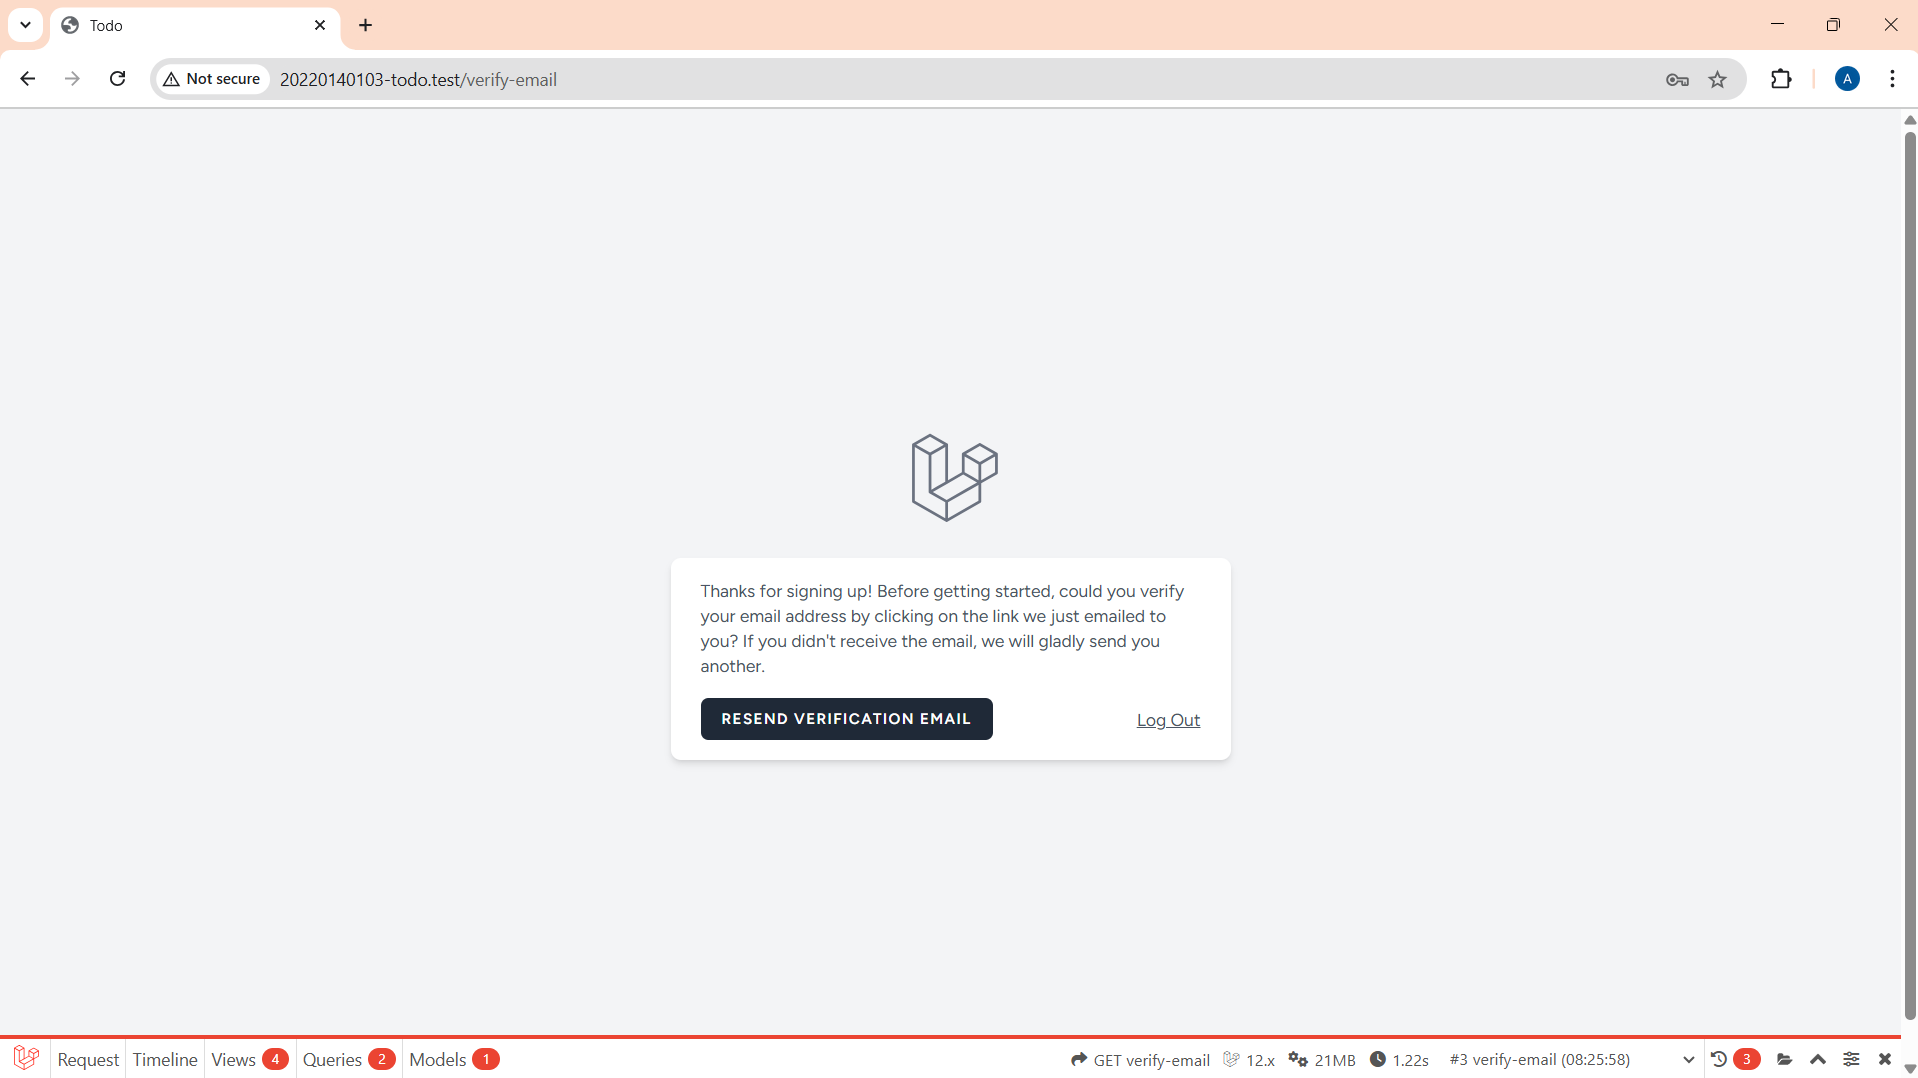 Todo
Not secure 20220140103-todo.test/verify-email A
Thanks for signing up! Before getting started, could you verify
your email address by clicking on the link we just emailed to
you? If you didn't receive the email, we will gladly send you
another.
RESEND VERIFICATION EMAIL Log Out
Request Timeline Views 4 Queries 2 Models 1 GET verify-email 12.x 21MB 1.22s #3 verify-email (08:25:58) 3